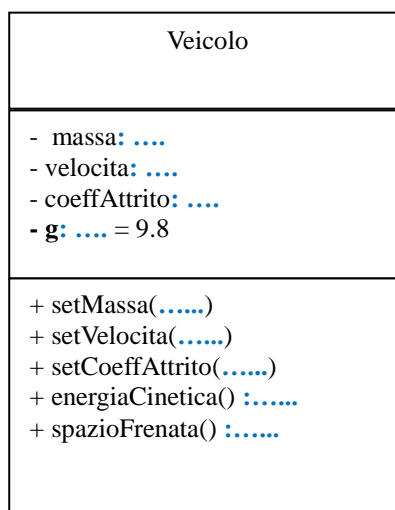 Veicolo
- massa: ....
- velocita: ....
- coeffAttrito: ....
- g: .... = 9.8
+ setMassa(…...)
+ setVelocita(…...)
+ setCoeffAttrito(…...)
+ energiaCinetica() :…...
+ spazioFrenata() :…...